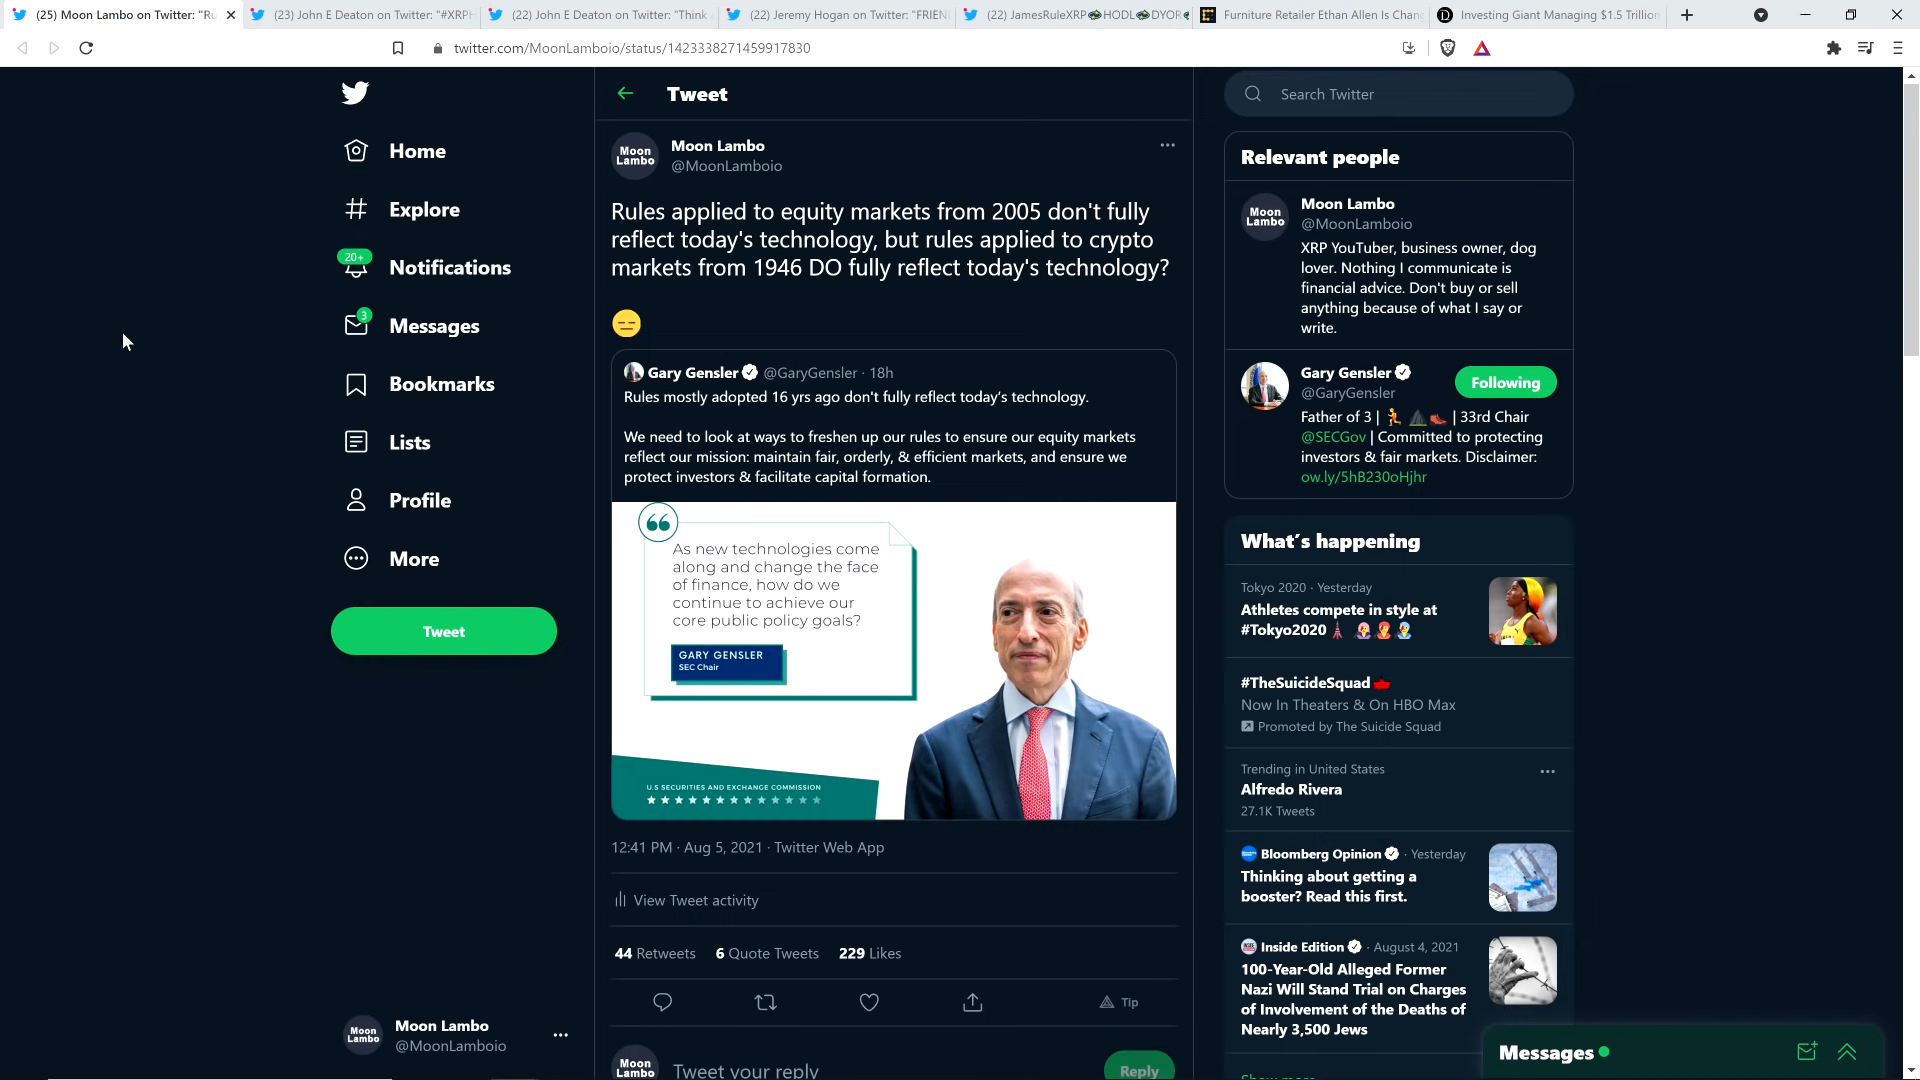 (25) Moon Lambo on Twitter: "Ru
(23) John E Deaton on Twitter: "#XRPH
(22) John E Deaton on Twitter: "Think
(22) Jeremy Hogan on Twitter: "FRIEN
(22) JamesRuleXRP HODL DYOR
Furniture Retailer Ethan Allen Is Chan
Investing Giant Managing $1.5 Trillion
twitter.com/MoonLamboio/status/1423338271459917830
Home
Explore
20+
Notifications
3
Messages
Bookmarks
Lists
Profile
More
Tweet
Moon Lambo
Moon Lambo
@MoonLamboio
Tweet
Moon Lambo
Moon Lambo
@MoonLamboio
Rules applied to equity markets from 2005 don't fully
reflect today's technology, but rules applied to crypto
markets from 1946 DO fully reflect today's technology?
😑
Gary Gensler @GaryGensler · 18h
Rules mostly adopted 16 yrs ago don't fully reflect today's technology.
We need to look at ways to freshen up our rules to ensure our equity markets
reflect our mission: maintain fair, orderly, & efficient markets, and ensure we
protect investors & facilitate capital formation.
As new technologies come
along and change the face
of finance, how do we
continue to achieve our
core public policy goals?
GARY GENSLER
SEC Chair
U.S SECURITIES AND EXCHANGE COMMISSION
12:41 PM · Aug 5, 2021 · Twitter Web App
View Tweet activity
44 Retweets 6 Quote Tweets 229 Likes
Tip
Moon Lambo
Tweet your reply
Reply
Search Twitter
Relevant people
Moon Lambo
Moon Lambo
@MoonLamboio
XRP YouTuber, business owner, dog
lover. Nothing I communicate is
financial advice. Don't buy or sell
anything because of what I say or
write.
Gary Gensler
@GaryGensler
Following
Father of 3 | 🏃 | 33rd Chair
@SECGov | Committed to protecting
investors & fair markets. Disclaimer:
ow.ly/5hB230oHjhr
What's happening
Tokyo 2020 · Yesterday
Athletes compete in style at
#Tokyo2020
#TheSuicideSquad
Now In Theaters & On HBO Max
Promoted by The Suicide Squad
Trending in United States
Alfredo Rivera
27.1K Tweets
Bloomberg Opinion · Yesterday
Thinking about getting a
booster? Read this first.
Inside Edition · August 4, 2021
100-Year-Old Alleged Former
Nazi Will Stand Trial on Charges
of Involvement of the Deaths of
Nearly 3,500 Jews
Messages